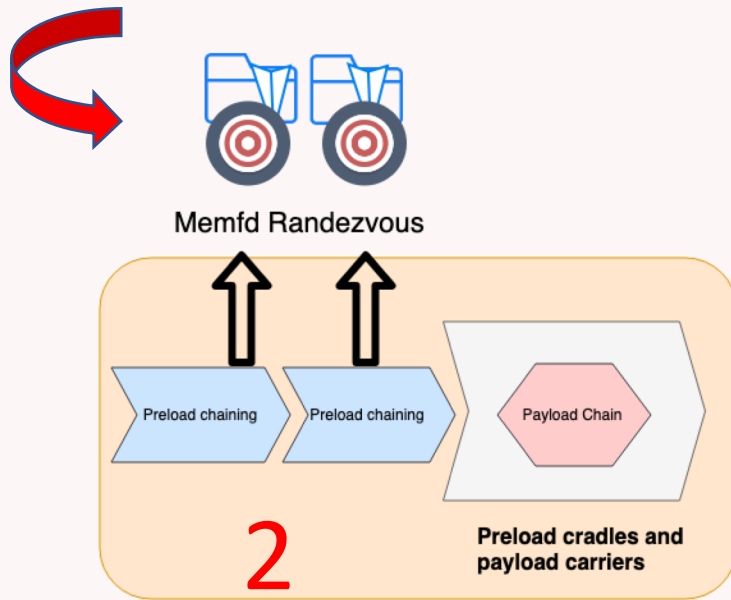 Memfd Randezvous
Preload chaining
Preload chaining
Payload Chain
2
Preload cradles and
payload carriers